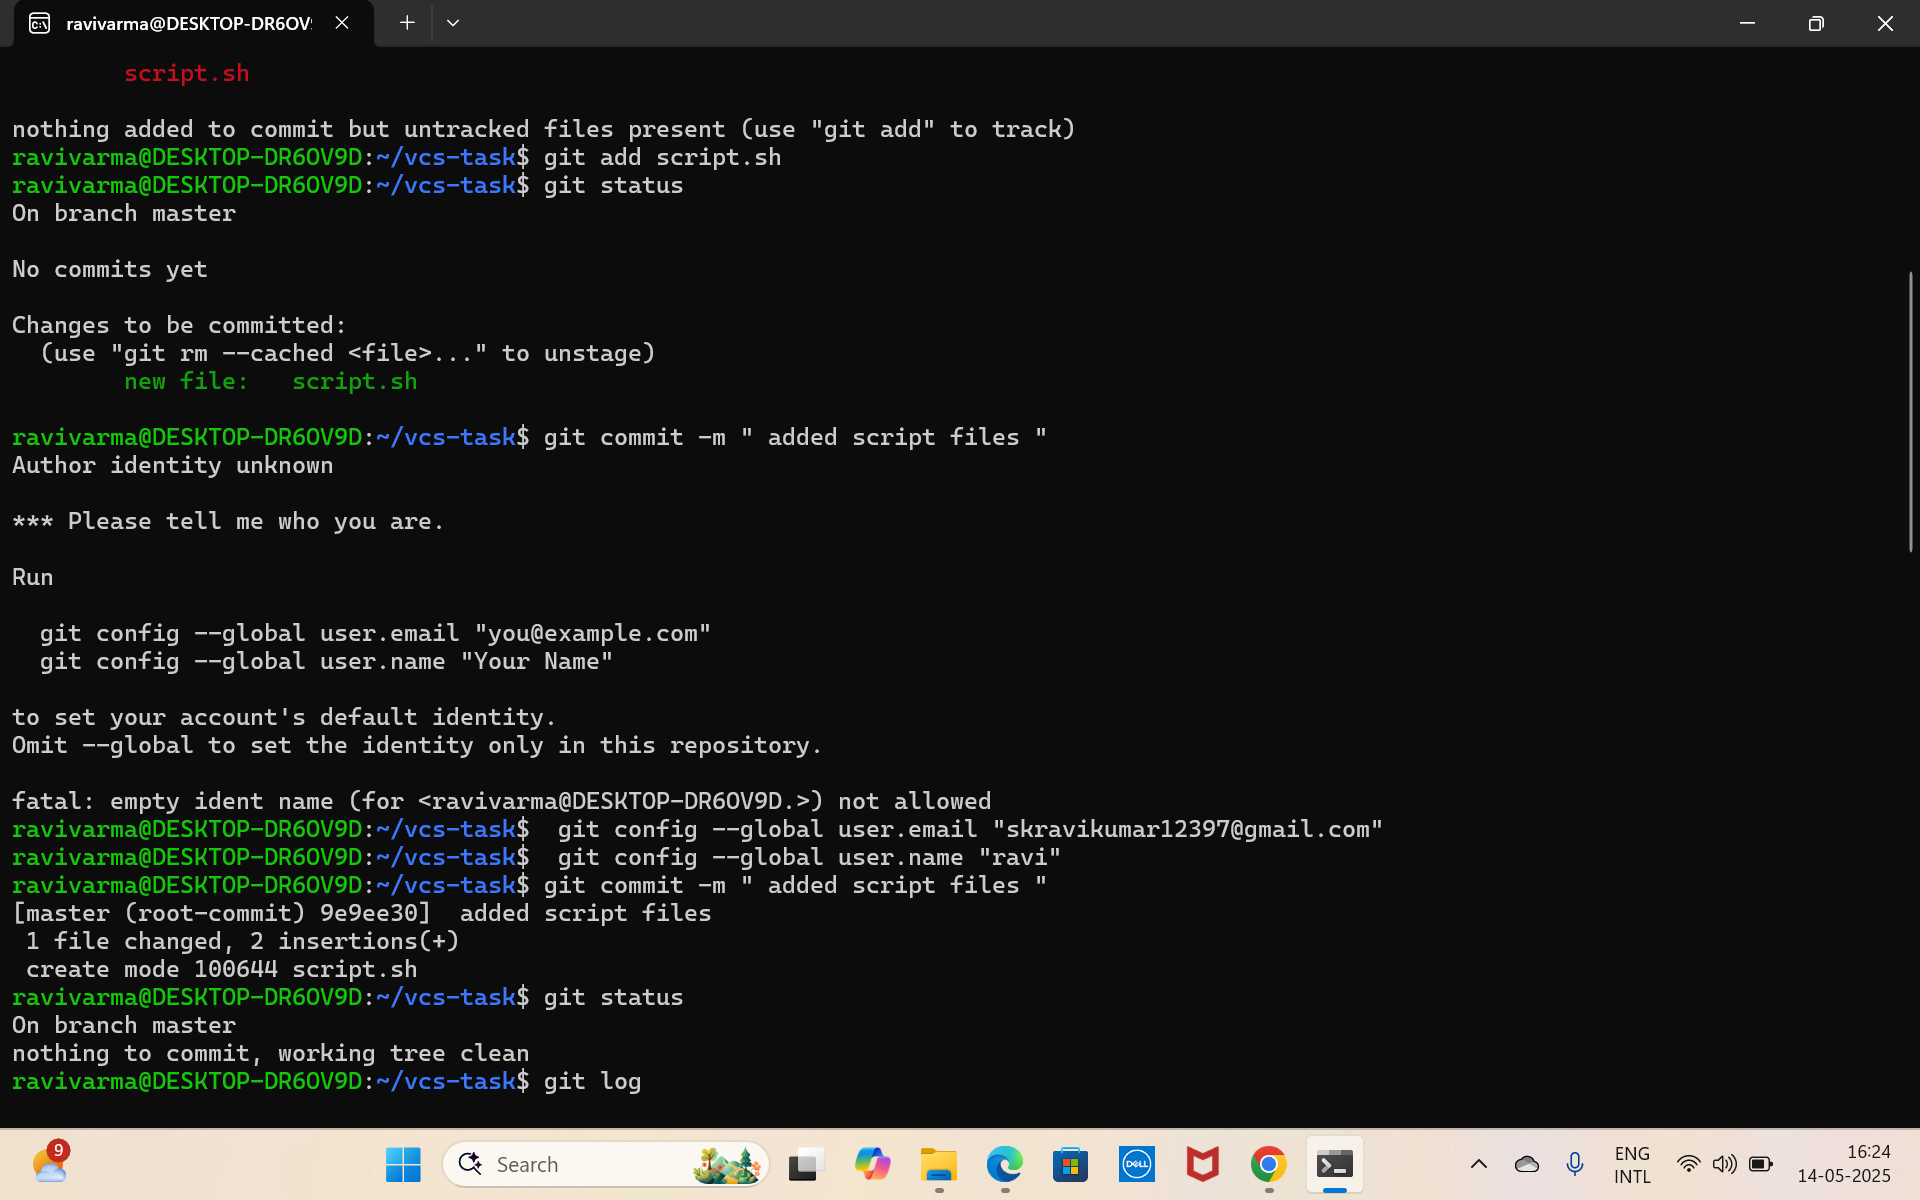 ravivarma@DESKTOP-DR6OV9
script.sh
nothing added to commit but untracked files present (use "git add" to track)
ravivarma@DESKTOP-DR6OV9D:~/vcs-task$ git add script.sh
ravivarma@DESKTOP-DR6OV9D:~/vcs-task$ git status
On branch master
No commits yet
Changes to be committed:
  (use "git rm --cached <file>..." to unstage)
        new file:   script.sh
ravivarma@DESKTOP-DR6OV9D:~/vcs-task$ git commit -m " added script files "
Author identity unknown
*** Please tell me who you are.
Run
  git config --global user.email "you@example.com"
  git config --global user.name "Your Name"
to set your account's default identity.
Omit --global to set the identity only in this repository.
fatal: empty ident name (for <ravivarma@DESKTOP-DR6OV9D.>) not allowed
ravivarma@DESKTOP-DR6OV9D:~/vcs-task$  git config --global user.email "skravikumar12397@gmail.com"
ravivarma@DESKTOP-DR6OV9D:~/vcs-task$  git config --global user.name "ravi"
ravivarma@DESKTOP-DR6OV9D:~/vcs-task$ git commit -m " added script files "
[master (root-commit) 9e9ee30]  added script files
 1 file changed, 2 insertions(+)
 create mode 100644 script.sh
ravivarma@DESKTOP-DR6OV9D:~/vcs-task$ git status
On branch master
nothing to commit, working tree clean
ravivarma@DESKTOP-DR6OV9D:~/vcs-task$ git log
9
Search
DELL
ENG
INTL
16:24
14-05-2025